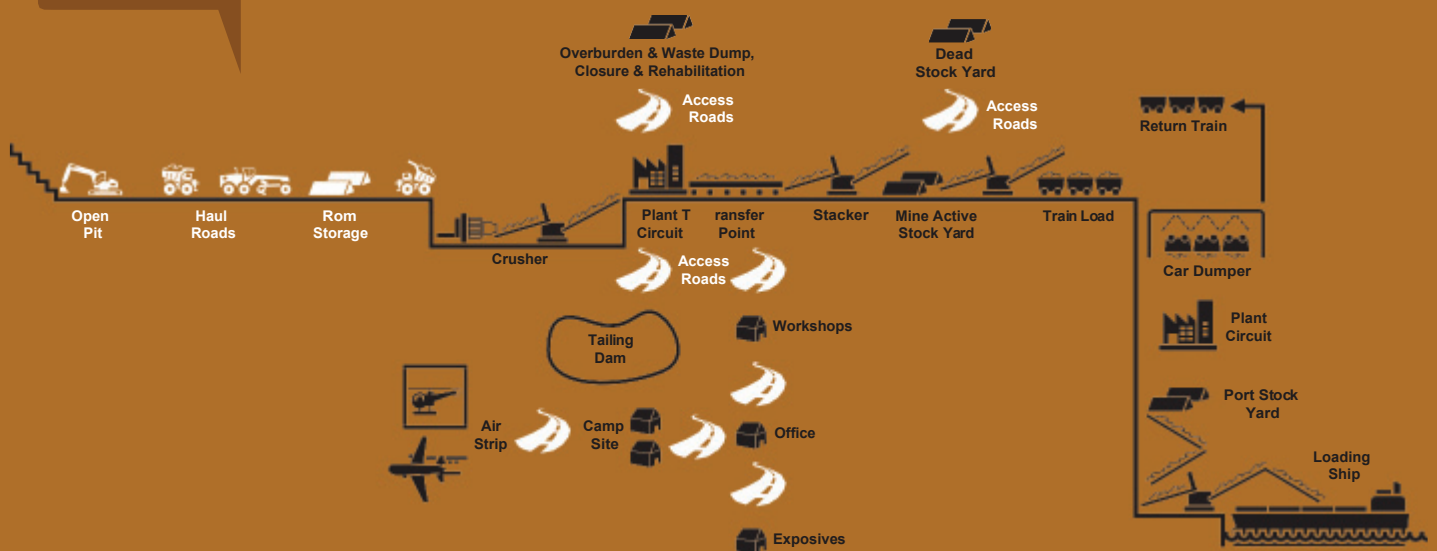 Overburden & Waste Dump,
Closure & Rehabilitation
Dead
Stock Yard
Access
Roads
Access
Roads
Return Train
Open
Pit
Haul
Roads
Rom
Storage
Crusher
Plant T
Circuit
ransfer
Point
Stacker
Mine Active
Stock Yard
Train Load
Car Dumper
Access
Roads
Plant
Circuit
Workshops
Tailing
Dam
Port Stock
Yard
Air
Strip
Camp
Site
Office
Loading
Ship
Exposives